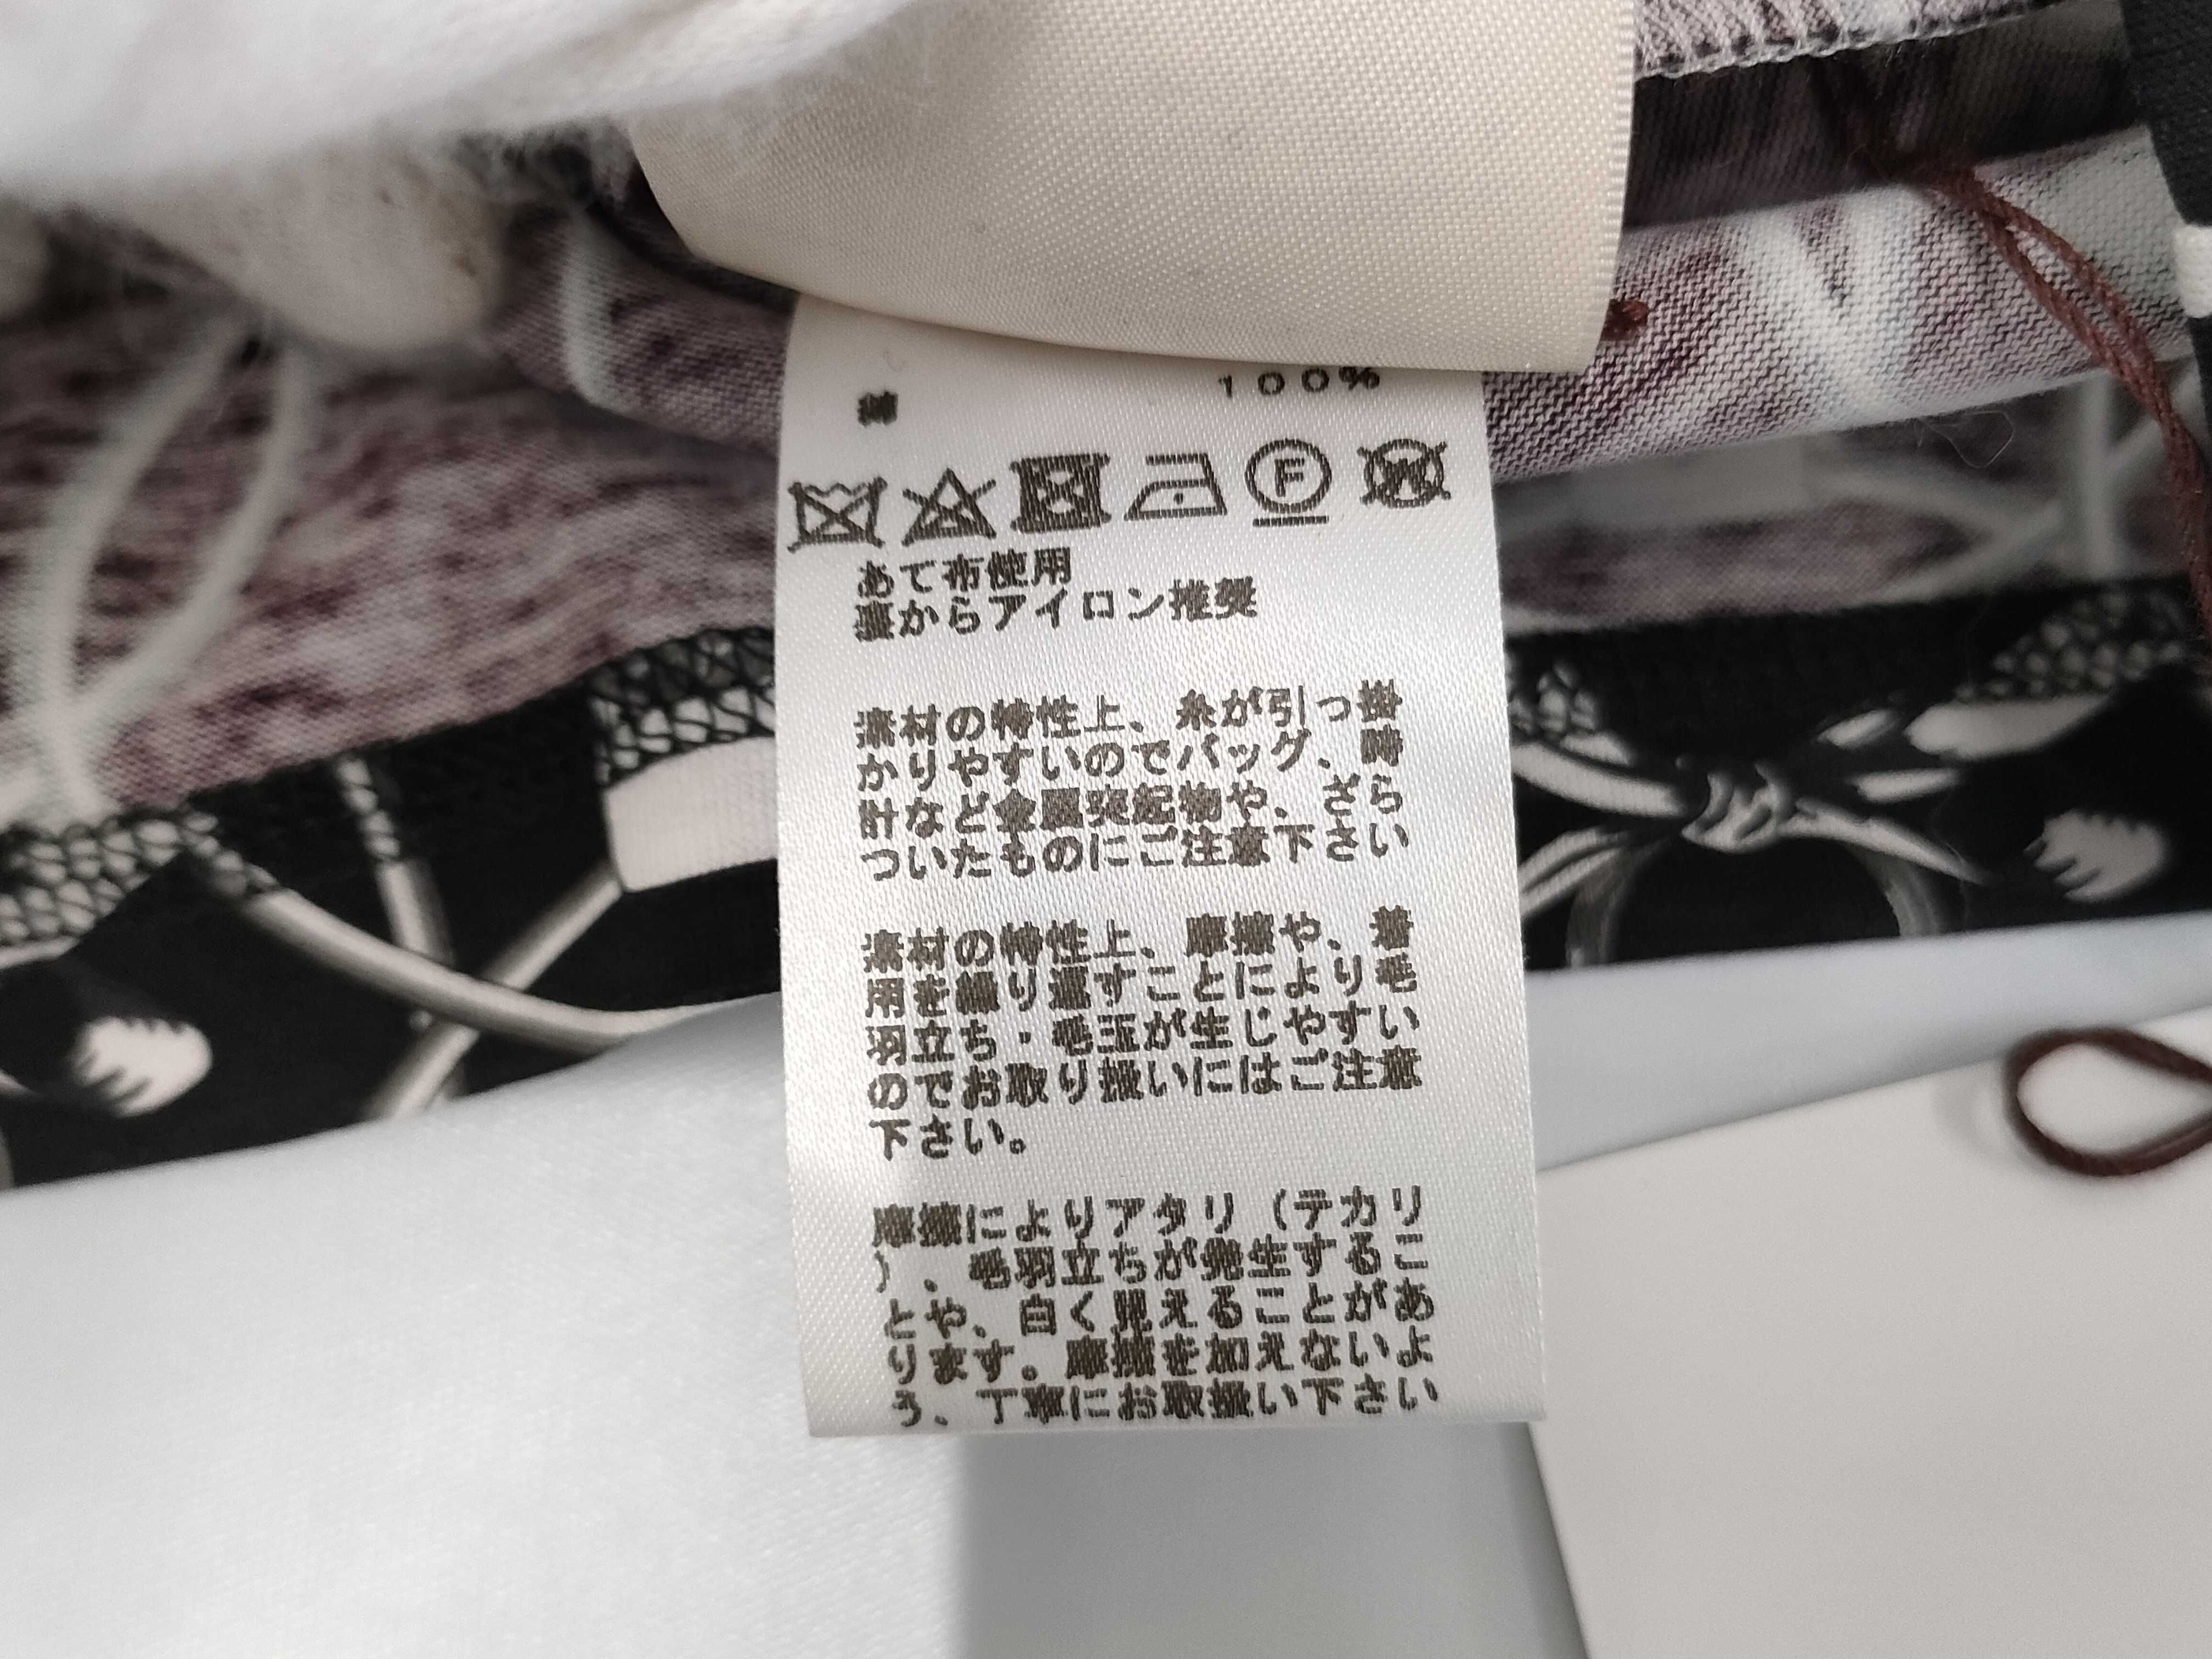 綿 100%
F W
あて布使用
裏からアイロン推奨
素材の特性上、糸が引っ掛
かりやすいのでバッグ、時
計など金属突起物や、ざら
ついたものにご注意下さい
素材の特性上、摩擦や、着
用を繰り返すことにより毛
羽立ち・毛玉が生じやすい
のでお取り扱いにはご注意
下さい。
摩擦によりアタリ（テカリ
）、毛羽立ちが発生するこ
とや、白く見えることがあ
ります。摩擦を加えないよ
う、丁寧にお取扱い下さい